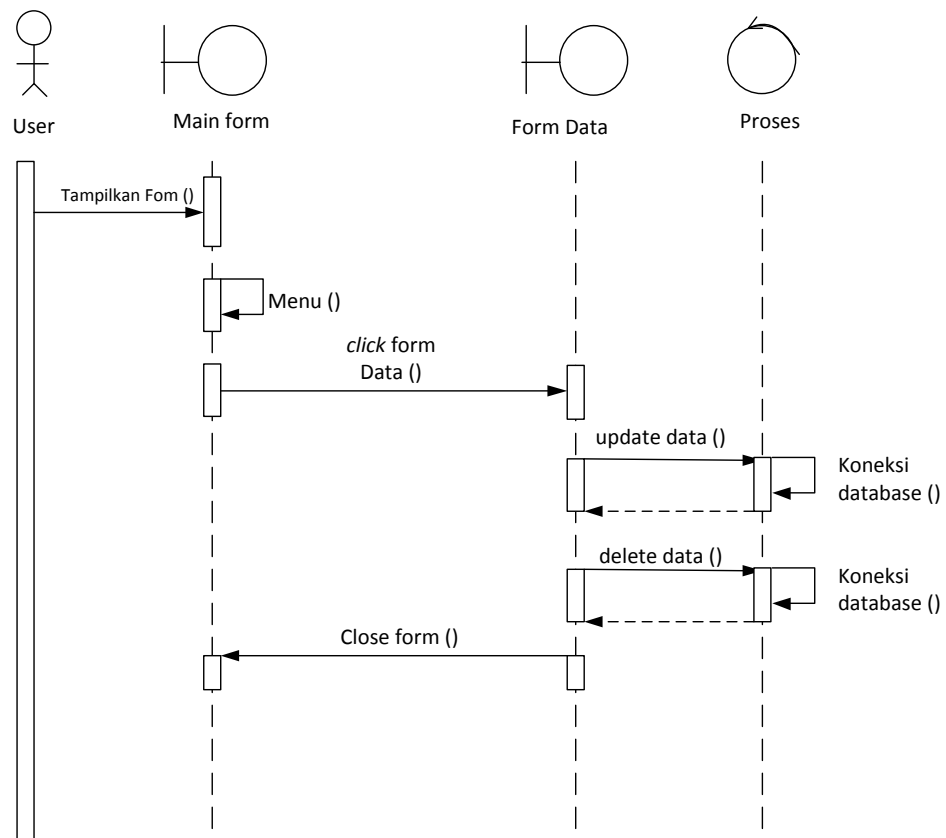 User
Main form
Form Data
Proses
Tampilkan Fom ()
Menu ()
click form
Data ()
update data ()
Koneksi
database ()
delete data ()
Koneksi
database ()
Close form ()